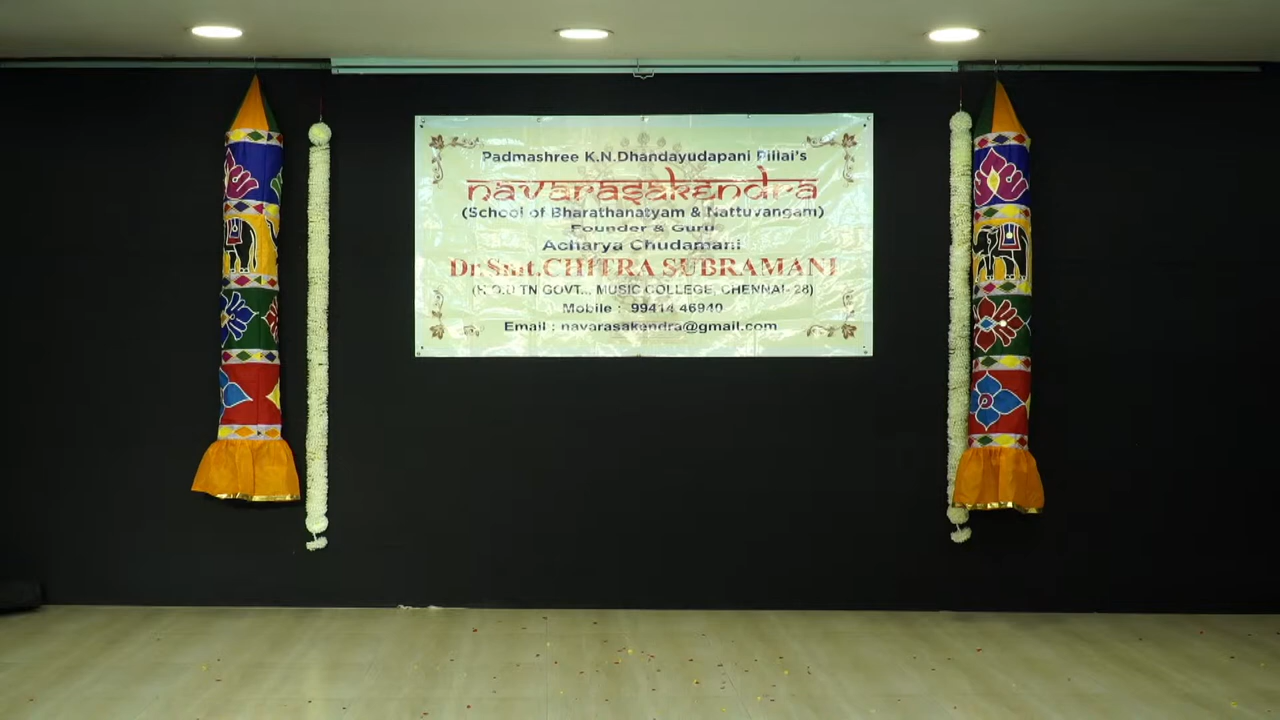 Padmashree K.N.Dhandayudapani Pillai's
navarasakendra
(School of Bharathanatyam & Nattuvangam)
Founder & Guru
Acharya Chudamani
Dr.Smt.CHITRA SUBRAMANI
(H.O.D TN GOVT.., MUSIC COLLEGE, CHENNAI- 28)
Mobile : 99414 46940
Email : navarasakendra@gmail.com